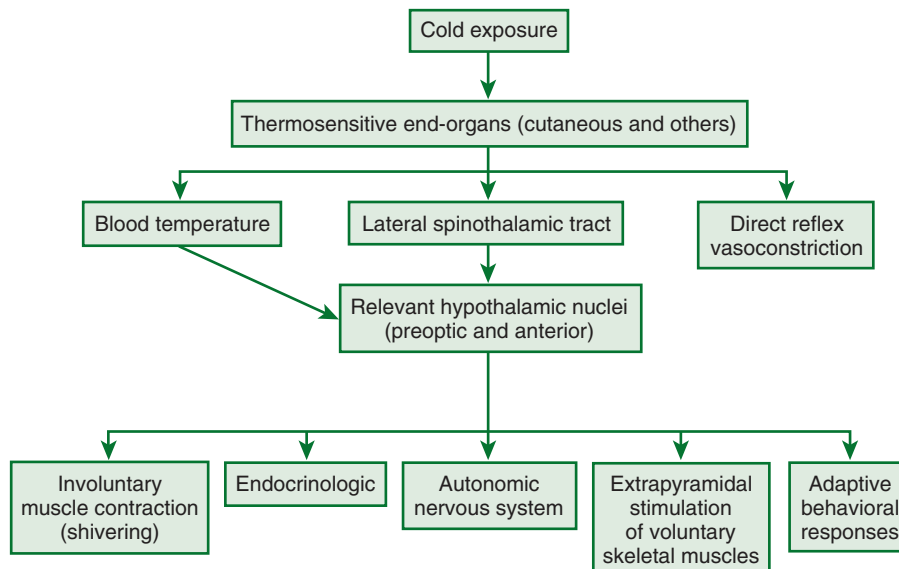 Cold exposure
Thermosensitive end-organs (cutaneous and others)
Blood temperature
Lateral spinothalamic tract
Direct reflex
vasoconstriction
Relevant hypothalamic nuclei
(preoptic and anterior)
Involuntary
muscle contraction
(shivering)
Endocrinologic
Autonomic
nervous system
Extrapyramidal
stimulation
of voluntary
skeletal muscles
Adaptive
behavioral
responses